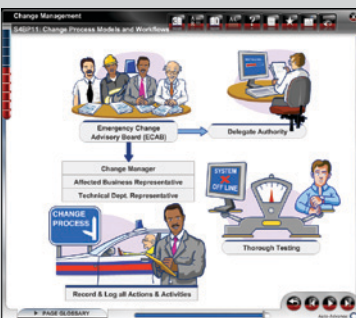 Change Management
S4BP11: Change Process Models and Workflows
Emergency Change
Advisory Board (ECAB)
Delegate Authority
Change Manager
Affected Business Representative
Technical Dept. Representative
SYSTEM
OFF LINE
CHANGE
PROCESS
Thorough Testing
Record & Log all Actions & Activities
PAGE GLOSSARY